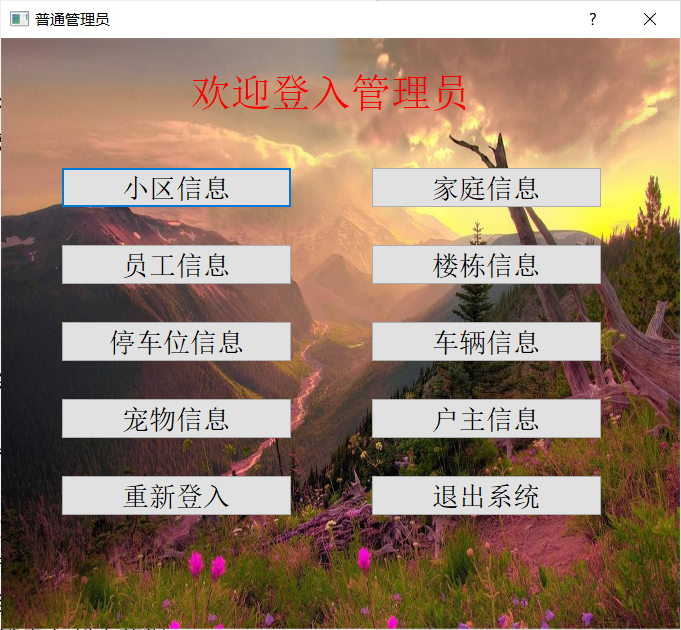 普通管理员
欢迎登入管理员
小区信息
家庭信息
员工信息
楼栋信息
停车位信息
车辆信息
宠物信息
户主信息
重新登入
退出系统